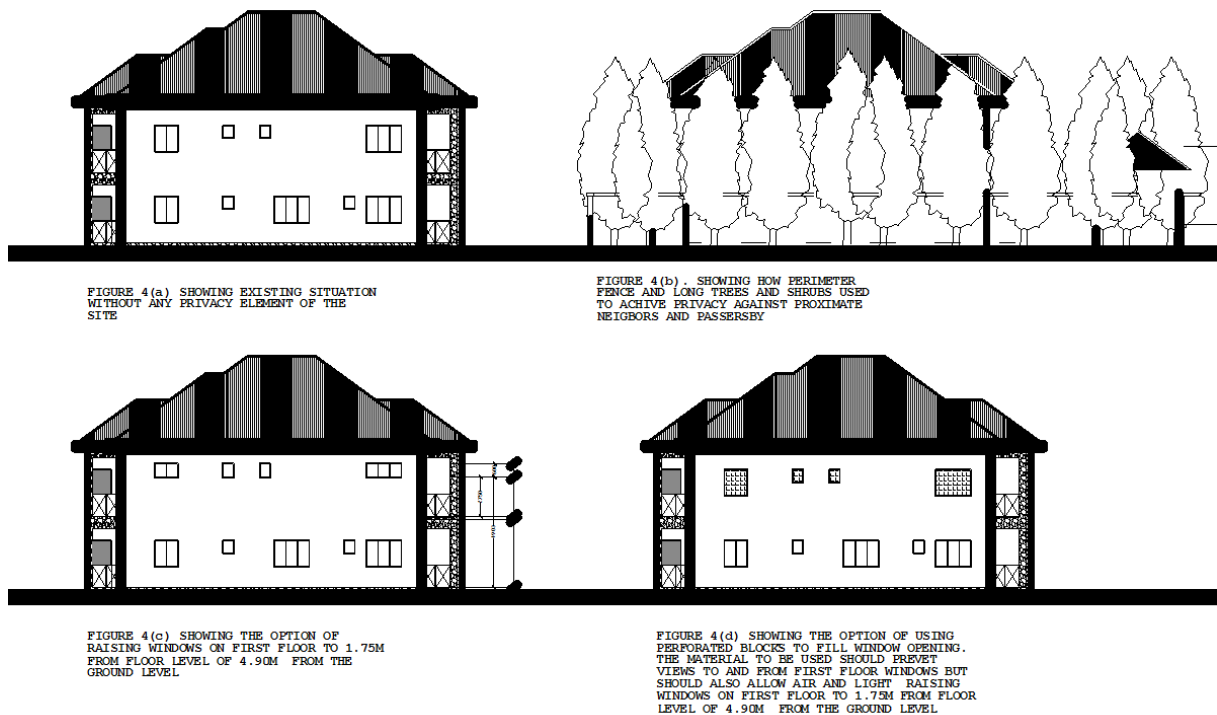 FIGURE 4(a) SHOWING EXISTING SITUATION
WITHOUT ANY PRIVACY ELEMENT OF THE
SITE
FIGURE 4(b). SHOWING HOW PERIMETER
FENCE AND LONG TREES AND SHRUBS USED
TO ACHIVE PRIVACY AGAINST PROXIMATE
NEIGBORS AND PASSERSBY
FIGURE 4(c) SHOWING THE OPTION OF
RAISING WINDOWS ON FIRST FLOOR TO 1.75M
FROM FLOOR LEVEL OF 4.90M FROM THE
GROUND LEVEL
FIGURE 4(d) SHOWING THE OPTION OF USING
PERFORATED BLOCKS TO FILL WINDOW OPENING.
THE MATERIAL TO BE USED SHOULD PREVET
VIEWS TO AND FROM FIRST FLOOR WINDOWS BUT
SHOULD ALSO ALLOW AIR AND LIGHT RAISING
WINDOWS ON FIRST FLOOR TO 1.75M FROM FLOOR
LEVEL OF 4.90M FROM THE GROUND LEVEL